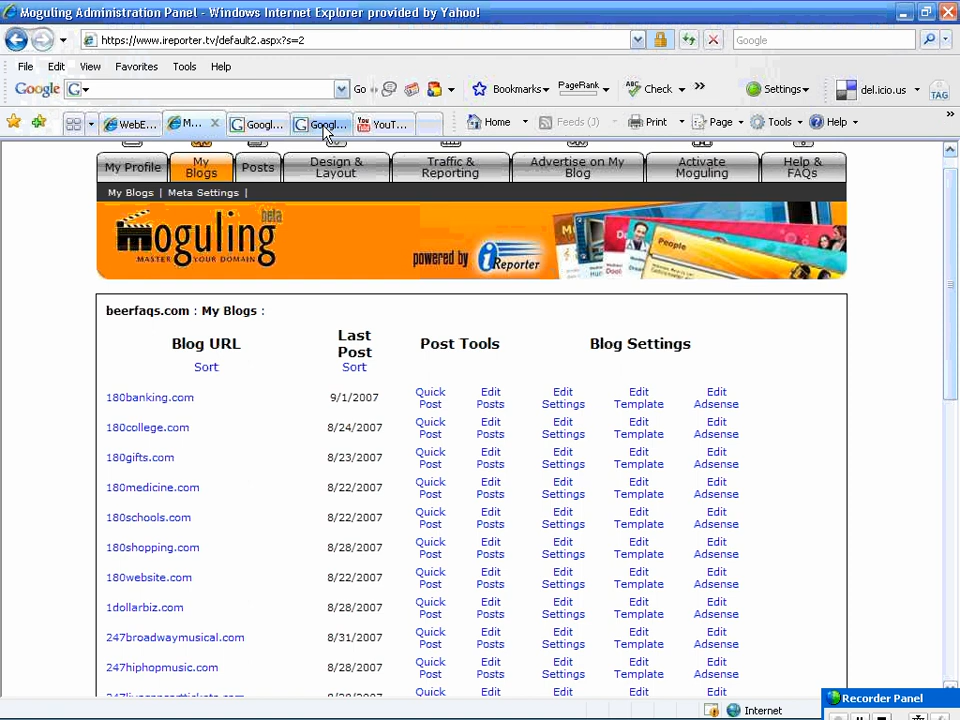 Moguling Administration Panel - Windows Internet Explorer provided by Yahoo!
https://www.ireporter.tv/default2.aspx?s=2
Google
File Edit View Favorites Tools Help
Google G Go Bookmarks PageRank ABC Check Settings del.icio.us TAG
WebE... M... Googl... Googl... YouT... Home Feeds (J) Print Page Tools Help
My Profile
My Blogs
Posts
Design & Layout
Traffic & Reporting
Advertise on My Blog
Activate Moguling
Help & FAQs
My Blogs | Meta Settings |
moguling beta
MASTER YOUR DOMAIN
powered by iReporter
People
beerfaqs.com : My Blogs :
Blog URL Last Post Post Tools Blog Settings
Sort Sort
180banking.com 9/1/2007 Quick Post Edit Posts Edit Settings Edit Template Edit Adsense
180college.com 8/24/2007 Quick Post Edit Posts Edit Settings Edit Template Edit Adsense
180gifts.com 8/23/2007 Quick Post Edit Posts Edit Settings Edit Template Edit Adsense
180medicine.com 8/22/2007 Quick Post Edit Posts Edit Settings Edit Template Edit Adsense
180schools.com 8/22/2007 Quick Post Edit Posts Edit Settings Edit Template Edit Adsense
180shopping.com 8/28/2007 Quick Post Edit Posts Edit Settings Edit Template Edit Adsense
180website.com 8/22/2007 Quick Post Edit Posts Edit Settings Edit Template Edit Adsense
1dollarbiz.com 8/28/2007 Quick Post Edit Posts Edit Settings Edit Template Edit Adsense
247broadwaymusical.com 8/31/2007 Quick Post Edit Posts Edit Settings Edit Template Edit Adsense
247hiphopmusic.com 8/28/2007 Quick Post Edit Posts Edit Settings Edit Template Edit Adsense
Quick Edit Edit Edit Edit
Recorder Panel
Internet